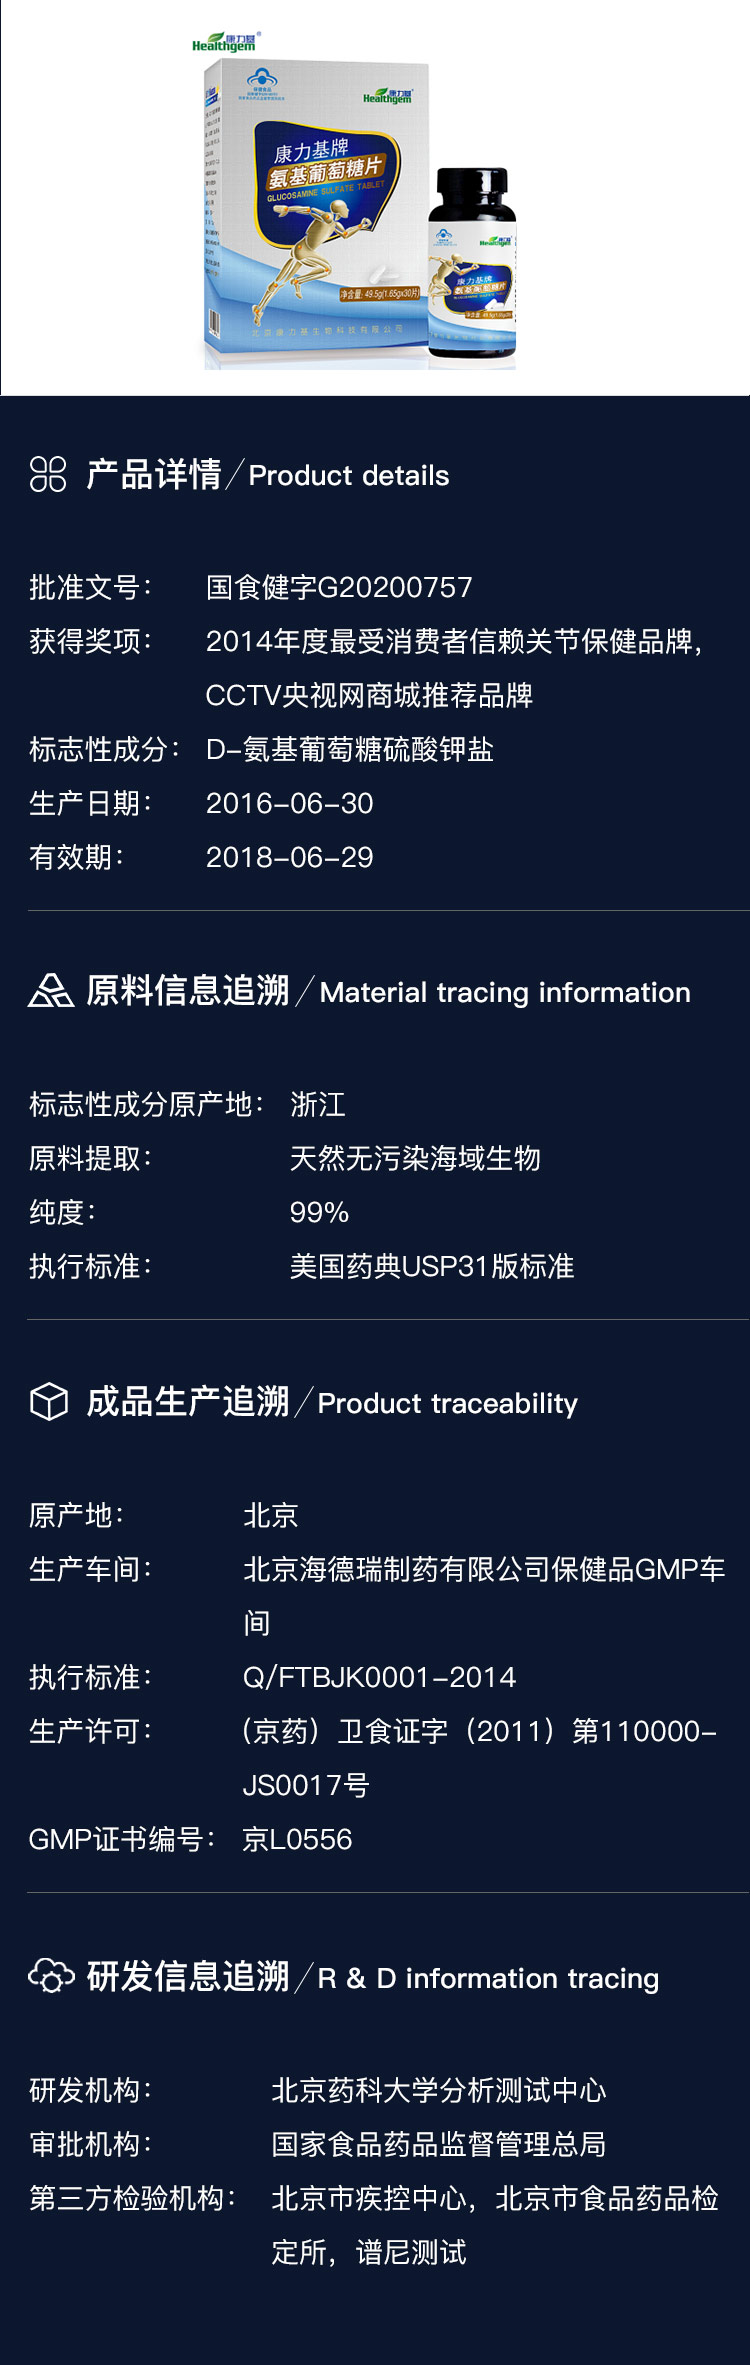 康力基®
Healthgem
保健食品
康力基
Healthgem
康力基牌
氨基葡萄糖片
GLUCOSAMINE SULFATE TABLET
净含量: 49.5g(1.65gx30片)
北京康力基生物科技有限公司
康力基
Healthgem
康力基牌
氨基葡萄糖片
产品详情/Product details
批准文号： 国食健字G20200757
获得奖项： 2014年度最受消费者信赖关节保健品牌，
CCTV央视网商城推荐品牌
标志性成分： D-氨基葡萄糖硫酸钾盐
生产日期： 2016-06-30
有效期： 2018-06-29
原料信息追溯/Material tracing information
标志性成分原产地： 浙江
原料提取： 天然无污染海域生物
纯度： 99%
执行标准： 美国药典USP31版标准
成品生产追溯/Product traceability
原产地： 北京
生产车间： 北京海德瑞制药有限公司保健品GMP车
间
执行标准： Q/FTBJK0001-2014
生产许可： （京药）卫食证字（2011）第110000-
JS0017号
GMP证书编号： 京L0556
研发信息追溯/R & D information tracing
研发机构： 北京药科大学分析测试中心
审批机构： 国家食品药品监督管理总局
第三方检验机构： 北京市疾控中心，北京市食品药品检
定所，谱尼测试